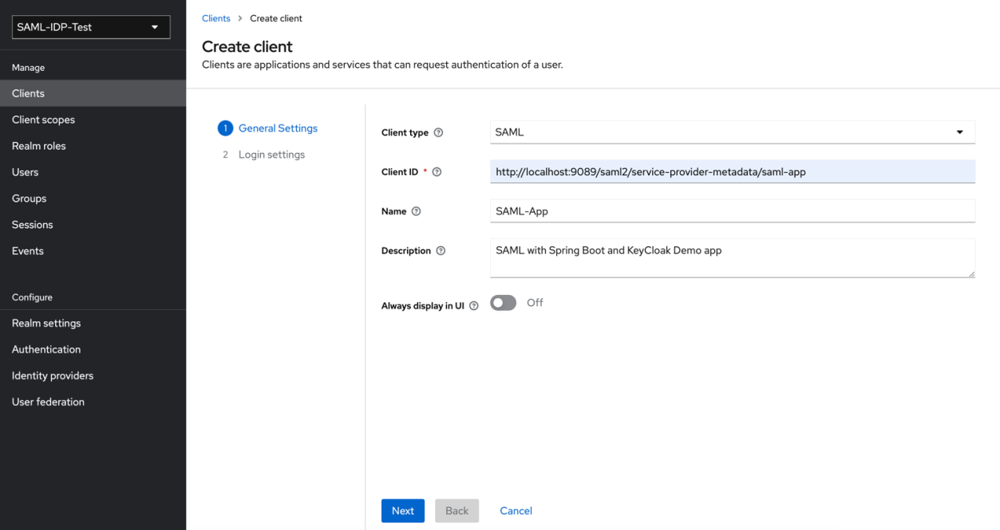 SAML-IDP-Test
Manage
Clients
Client scopes
Realm roles
Users
Groups
Sessions
Events
Configure
Realm settings
Authentication
Identity providers
User federation
Clients > Create client
Create client
Clients are applications and services that can request authentication of a user.
1 General Settings
2 Login settings
Client type ? SAML
Client ID * ? http://localhost:9089/saml2/service-provider-metadata/saml-app
Name ? SAML-App
Description ? SAML with Spring Boot and KeyCloak Demo app
Always display in UI ? Off
Next Back Cancel